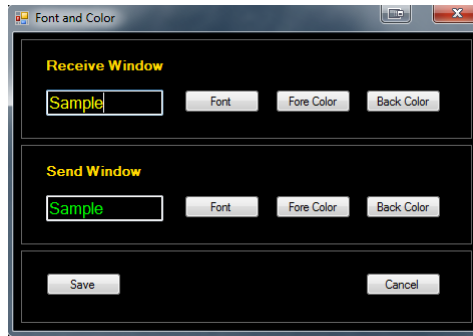 Font and Color
Receive Window
Sample Font Fore Color Back Color
Send Window
Sample Font Fore Color Back Color
Save Cancel